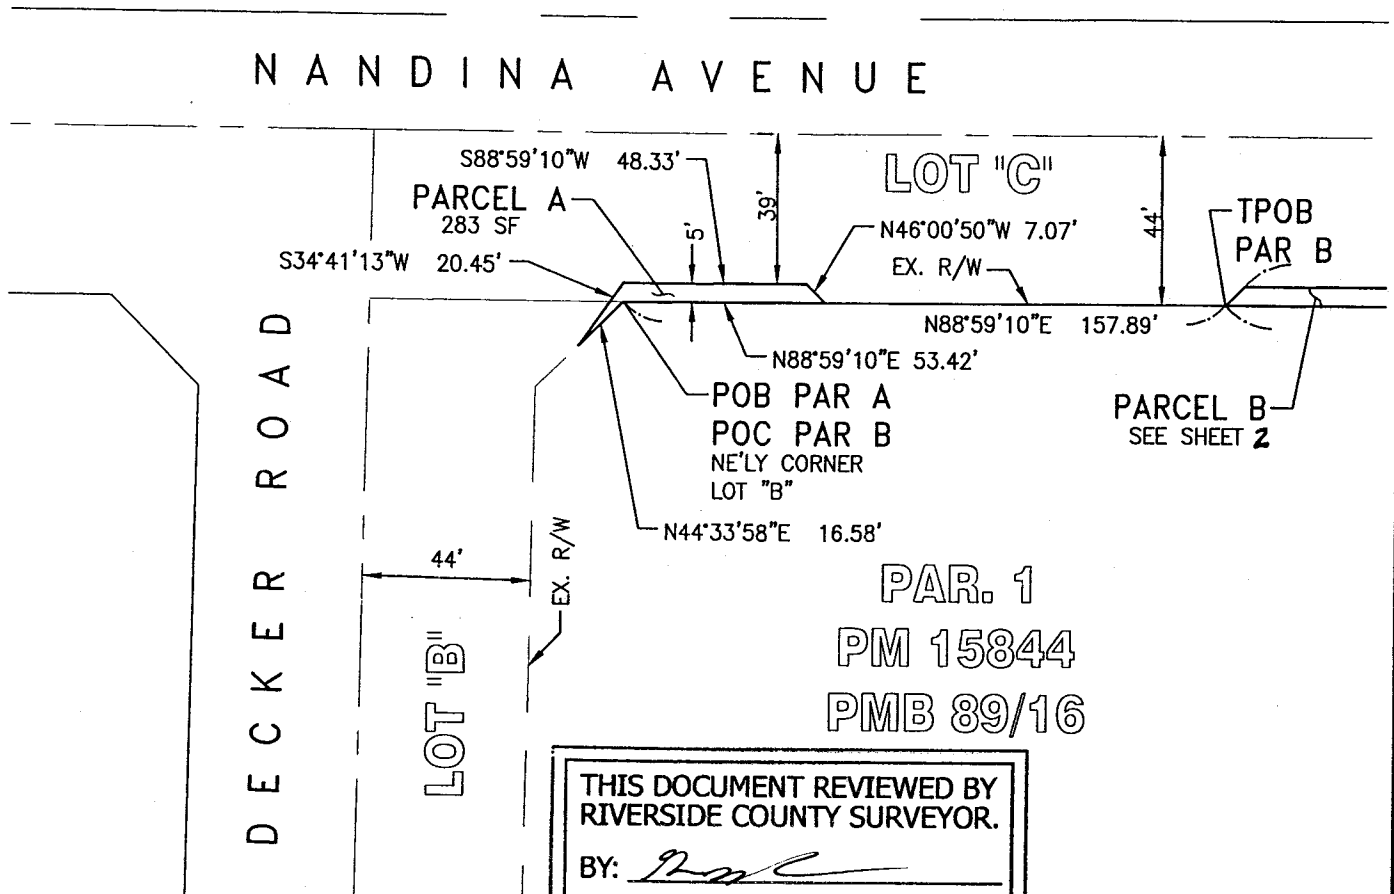 NANDINA AVENUE
S88°59'10"W 48.33'
LOT "C"
PARCEL A
283 SF
39'
44'
N46°00'50"W 7.07'
TPOB
PAR B
5'
S34°41'13"W 20.45'
EX. R/W
N88°59'10"E 157.89'
N88°59'10"E 53.42'
POB PAR A
POC PAR B
NE'LY CORNER
LOT "B"
PARCEL B
SEE SHEET 2
N44°33'58"E 16.58'
44'
EX. R/W
DECKER ROAD
LOT "B"
PAR. 1
PM 15844
PMB 89/16
THIS DOCUMENT REVIEWED BY
RIVERSIDE COUNTY SURVEYOR.
BY: